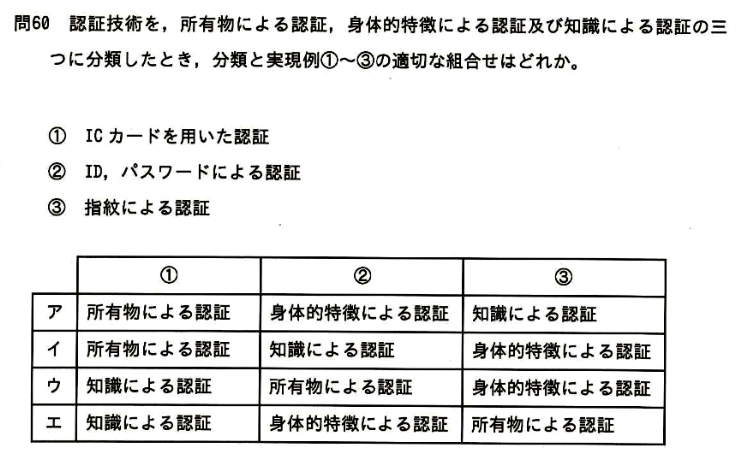 問60 認証技術を，所有物による認証，身体的特徴による認証及び知識による認証の三
つに分類したとき，分類と実現例①～③の適切な組合せはどれか。
① ICカードを用いた認証
② ID，パスワードによる認証
③ 指紋による認証
① ② ③
ア 所有物による認証 身体的特徴による認証 知識による認証
イ 所有物による認証 知識による認証 身体的特徴による認証
ウ 知識による認証 所有物による認証 身体的特徴による認証
エ 知識による認証 身体的特徴による認証 所有物による認証